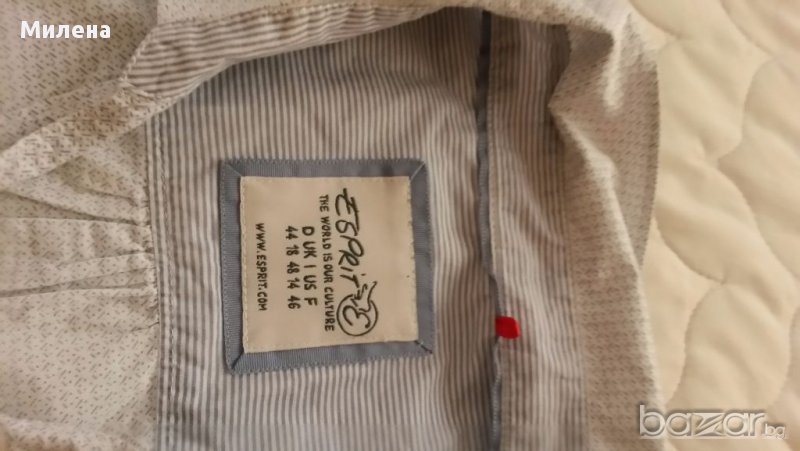 Милена
ESPRIT
THE WORLD IS OUR CULTURE
D UK I US F
44 18 48 14 46
WWW.ESPRIT.COM
bazar.bg